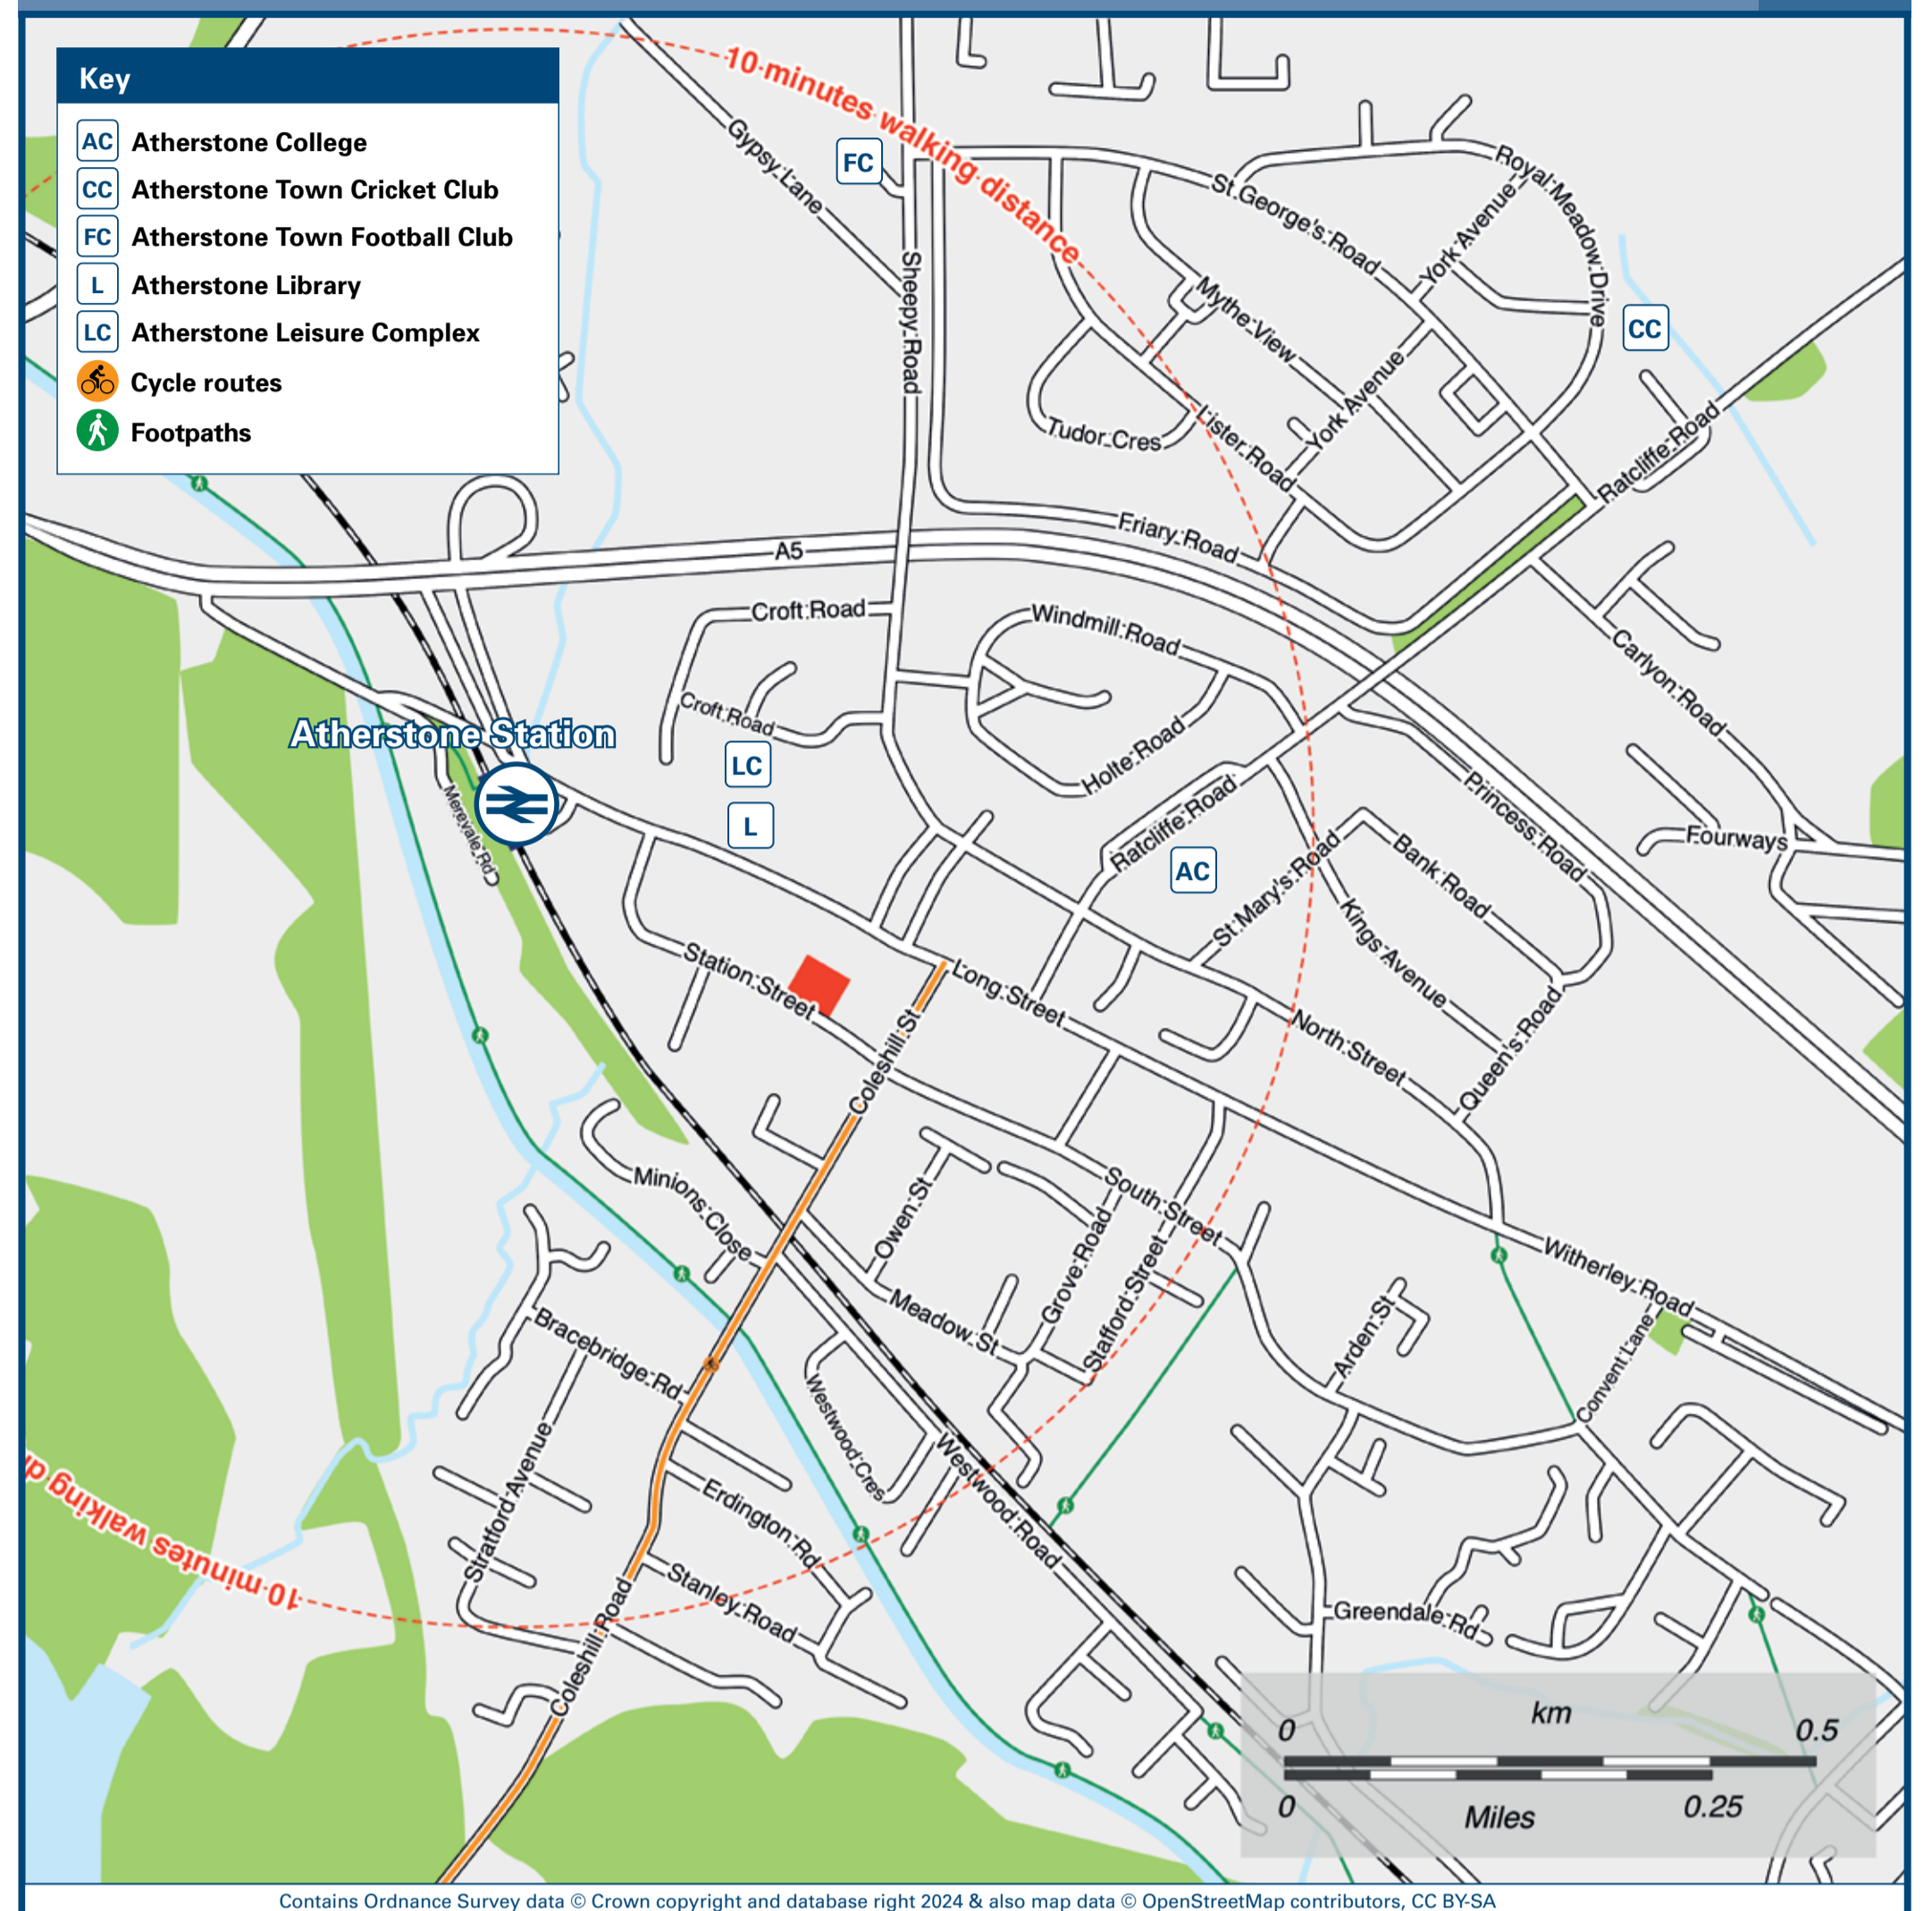 Key
AC Atherstone College
CC Atherstone Town Cricket Club
FC Atherstone Town Football Club
L Atherstone Library
LC Atherstone Leisure Complex
Cycle routes
Footpaths
10 minutes walking distance
FC
Gypsy Lane
Sheepy Road
St George's Road
Royal Meadow Drive
York Avenue
CC
Mythe View
York Avenue
Tudor Cres
Lister Road
Ratcliffe Road
Friary Road
A5
Croft Road
Windmill Road
Carlyon Road
Croft Road
Atherstone Station
LC
Holte Road
Merevale Rd
L
Ratcliffe Road
AC
Princess Road
Fourways
St Mary's Road
Bank Road
Kings Avenue
Station Street
Long Street
Coleshill St
North Street
Queen's Road
Minions Close
Owen St
South Street
Grove Road
Stafford Street
Witherley Road
Meadow St
Arden St
Convent Lane
Bracebridge Rd
Westwood Cres
Westwood Road
10 minutes walking di
Stratford Avenue
Erdington Rd
Stanley Road
Greendale Rd
Coleshill Road
km
0 0.5
0 0.25
Miles
Contains Ordnance Survey data © Crown copyright and database right 2024 & also map data © OpenStreetMap contributors, CC BY-SA